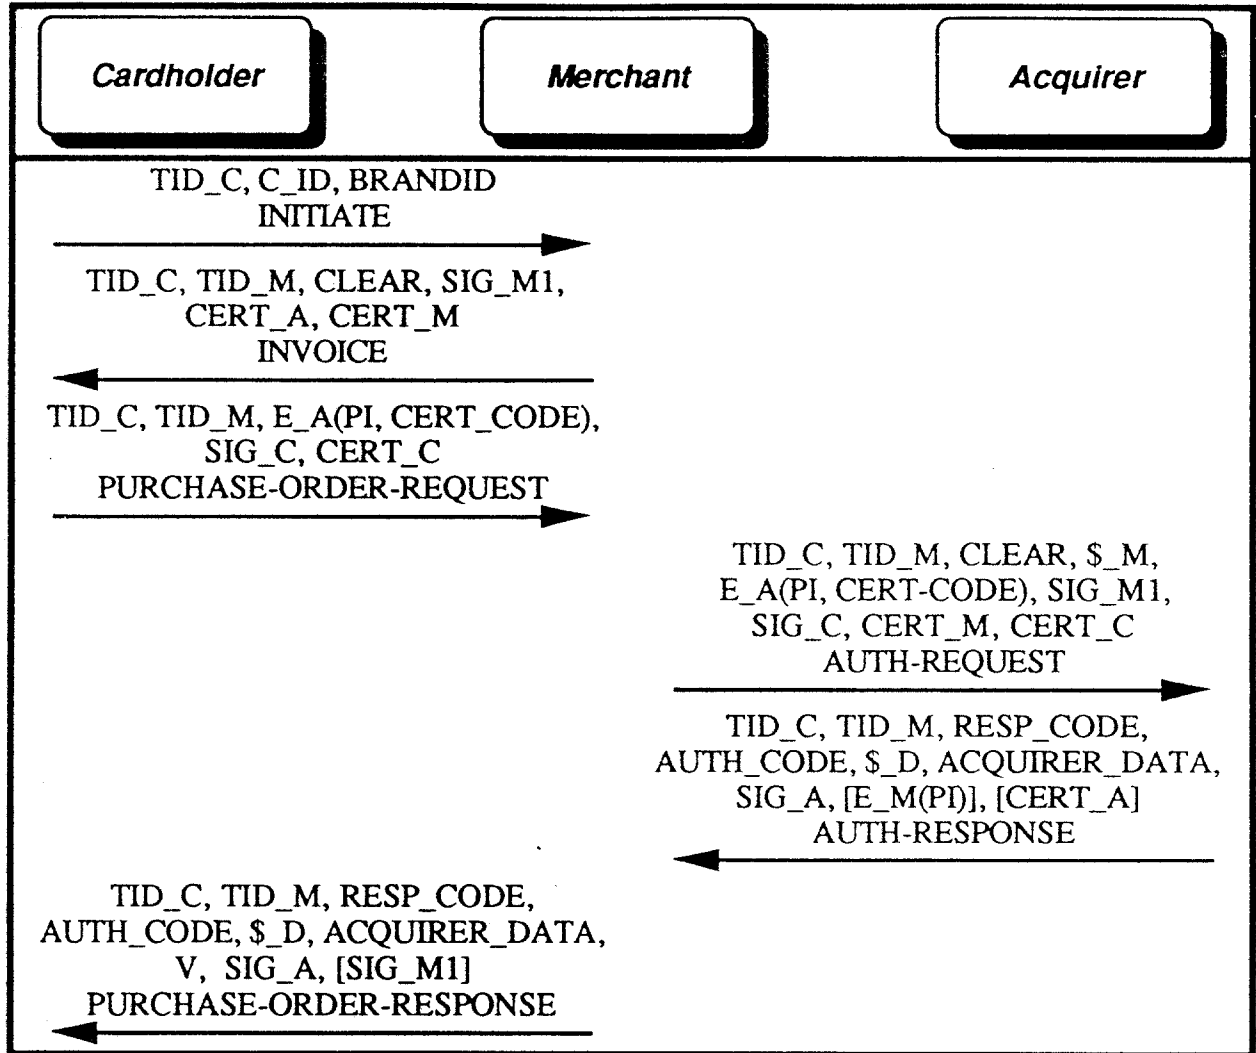 Cardholder
Merchant
Acquirer
TID_C, C_ID, BRANDID
INITIATE
TID_C, TID_M, CLEAR, SIG_M1,
CERT_A, CERT_M
INVOICE
TID_C, TID_M, E_A(PI, CERT_CODE),
SIG_C, CERT_C
PURCHASE-ORDER-REQUEST
TID_C, TID_M, CLEAR, $_M,
E_A(PI, CERT-CODE), SIG_M1,
SIG_C, CERT_M, CERT_C
AUTH-REQUEST
TID_C, TID_M, RESP_CODE,
AUTH_CODE, $_D, ACQUIRER_DATA,
SIG_A, [E_M(PI)], [CERT_A]
AUTH-RESPONSE
TID_C, TID_M, RESP_CODE,
AUTH_CODE, $_D, ACQUIRER_DATA,
V, SIG_A, [SIG_M1]
PURCHASE-ORDER-RESPONSE